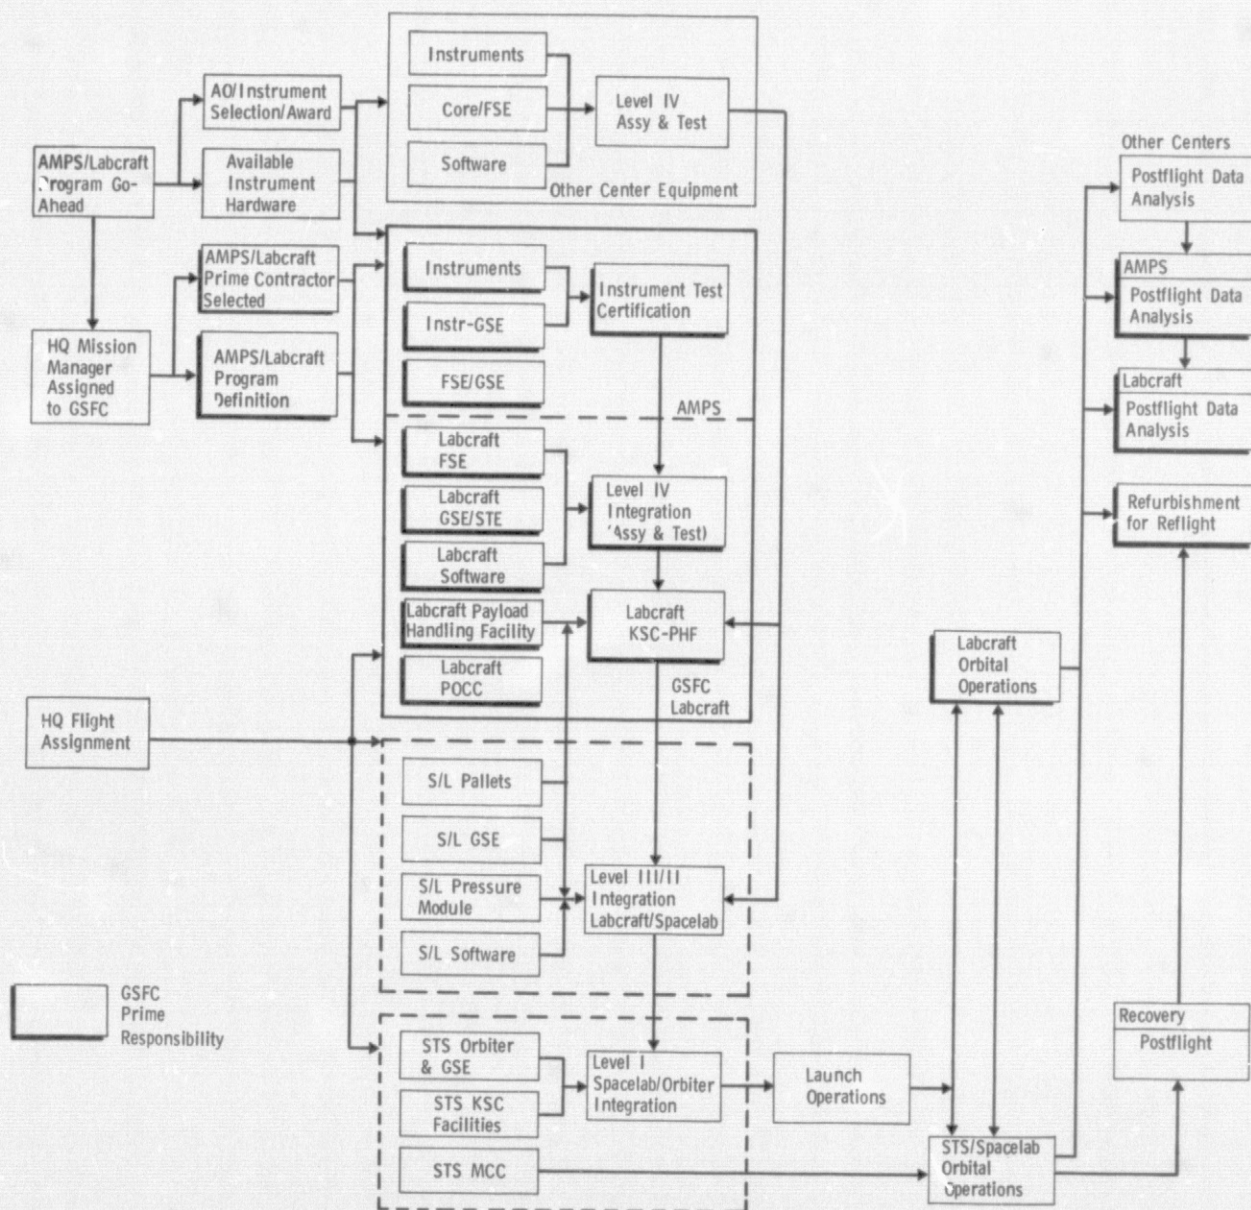 AO/Instrument
Selection/Award
AMPS/Labcraft
Program Go-
Ahead
Available
Instrument
Hardware
AMPS/Labcraft
Prime Contractor
Selected
HQ Mission
Manager
Assigned
to GSFC
AMPS/Labcraft
Program
Definition
HQ Flight
Assignment
GSFC
Prime
Responsibility
Instruments
Core/FSE
Software
Level IV
Assy & Test
Other Center Equipment
Instruments
Instr-GSE
FSE/GSE
Instrument Test
Certification
AMPS
Labcraft
FSE
Labcraft
GSE/STE
Labcraft
Software
Level IV
Integration
(Assy & Test)
Labcraft Payload
Handling Facility
Labcraft
POCC
Labcraft
KSC-PHF
GSFC
Labcraft
S/L Pallets
S/L GSE
S/L Pressure
Module
S/L Software
Level III/II
Integration
Labcraft/Spacelab
STS Orbiter
& GSE
STS KSC
Facilities
STS MCC
Level I
Spacelab/Orbiter
Integration
Launch
Operations
Labcraft
Orbital
Operations
STS/Spacelab
Orbital
Operations
Other Centers
Postflight Data
Analysis
AMPS
Postflight Data
Analysis
Labcraft
Postflight Data
Analysis
Refurbishment
for Reflight
Recovery
Postflight